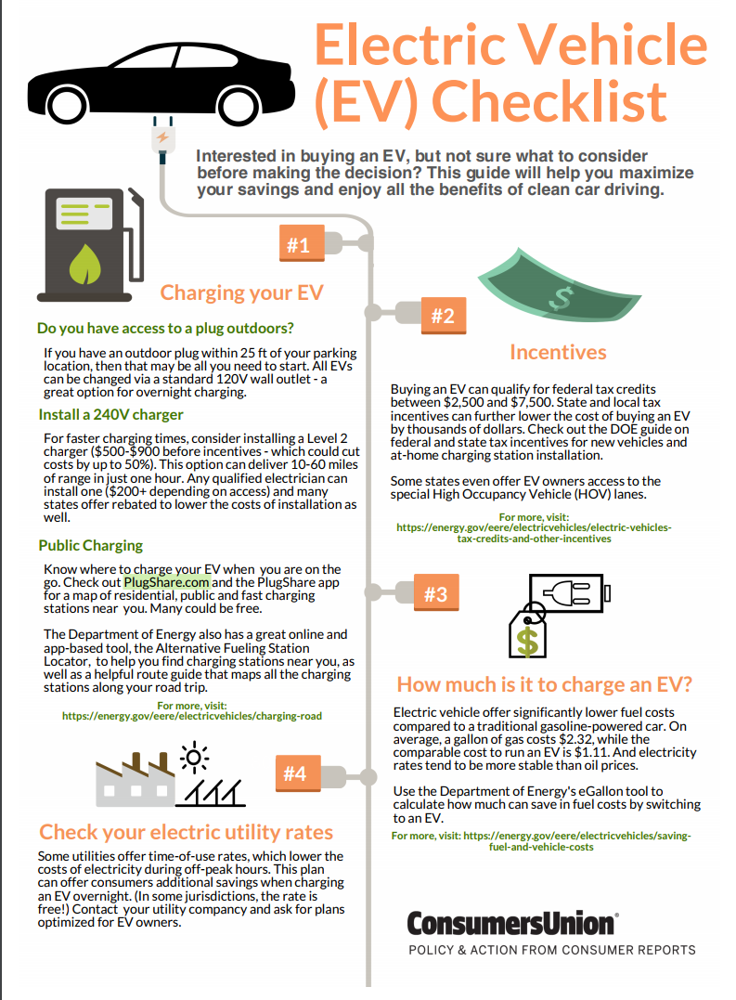 Electric Vehicle
(EV) Checklist
Interested in buying an EV, but not sure what to consider
before making the decision? This guide will help you maximize
your savings and enjoy all the benefits of clean car driving.
#1
Charging your EV
Do you have access to a plug outdoors?
If you have an outdoor plug within 25 ft of your parking
location, then that may be all you need to start. All EVs
can be changed via a standard 120V wall outlet - a
great option for overnight charging.
Install a 240V charger
For faster charging times, consider installing a Level 2
charger ($500-$900 before incentives - which could cut
costs by up to 50%). This option can deliver 10-60 miles
of range in just one hour. Any qualified electrician can
install one ($200+ depending on access) and many
states offer rebated to lower the costs of installation as
well.
Public Charging
Know where to charge your EV when you are on the
go. Check out PlugShare.com and the PlugShare app
for a map of residential, public and fast charging
stations near you. Many could be free.
The Department of Energy also has a great online and
app-based tool, the Alternative Fueling Station
Locator, to help you find charging stations near you, as
well as a helpful route guide that maps all the charging
stations along your road trip.
For more, visit:
https://energy.gov/eere/electricvehicles/charging-road
#2
$
Incentives
Buying an EV can qualify for federal tax credits
between $2,500 and $7,500. State and local tax
incentives can further lower the cost of buying an EV
by thousands of dollars. Check out the DOE guide on
federal and state tax incentives for new vehicles and
at-home charging station installation.
Some states even offer EV owners access to the
special High Occupancy Vehicle (HOV) lanes.
For more, visit:
https://energy.gov/eere/electricvehicles/electric-vehicles-
tax-credits-and-other-incentives
#3
$
How much is it to charge an EV?
Electric vehicle offer significantly lower fuel costs
compared to a traditional gasoline-powered car. On
average, a gallon of gas costs $2.32, while the
comparable cost to run an EV is $1.11. And electricity
rates tend to be more stable than oil prices.
Use the Department of Energy's eGallon tool to
calculate how much can save in fuel costs by switching
to an EV.
For more, visit: https://energy.gov/eere/electricvehicles/saving-
fuel-and-vehicle-costs
#4
Check your electric utility rates
Some utilities offer time-of-use rates, which lower the
costs of electricity during off-peak hours. This plan
can offer consumers additional savings when charging
an EV overnight. (In some jurisdictions, the rate is
free!) Contact your utility compancy and ask for plans
optimized for EV owners.
ConsumersUnion®
POLICY & ACTION FROM CONSUMER REPORTS